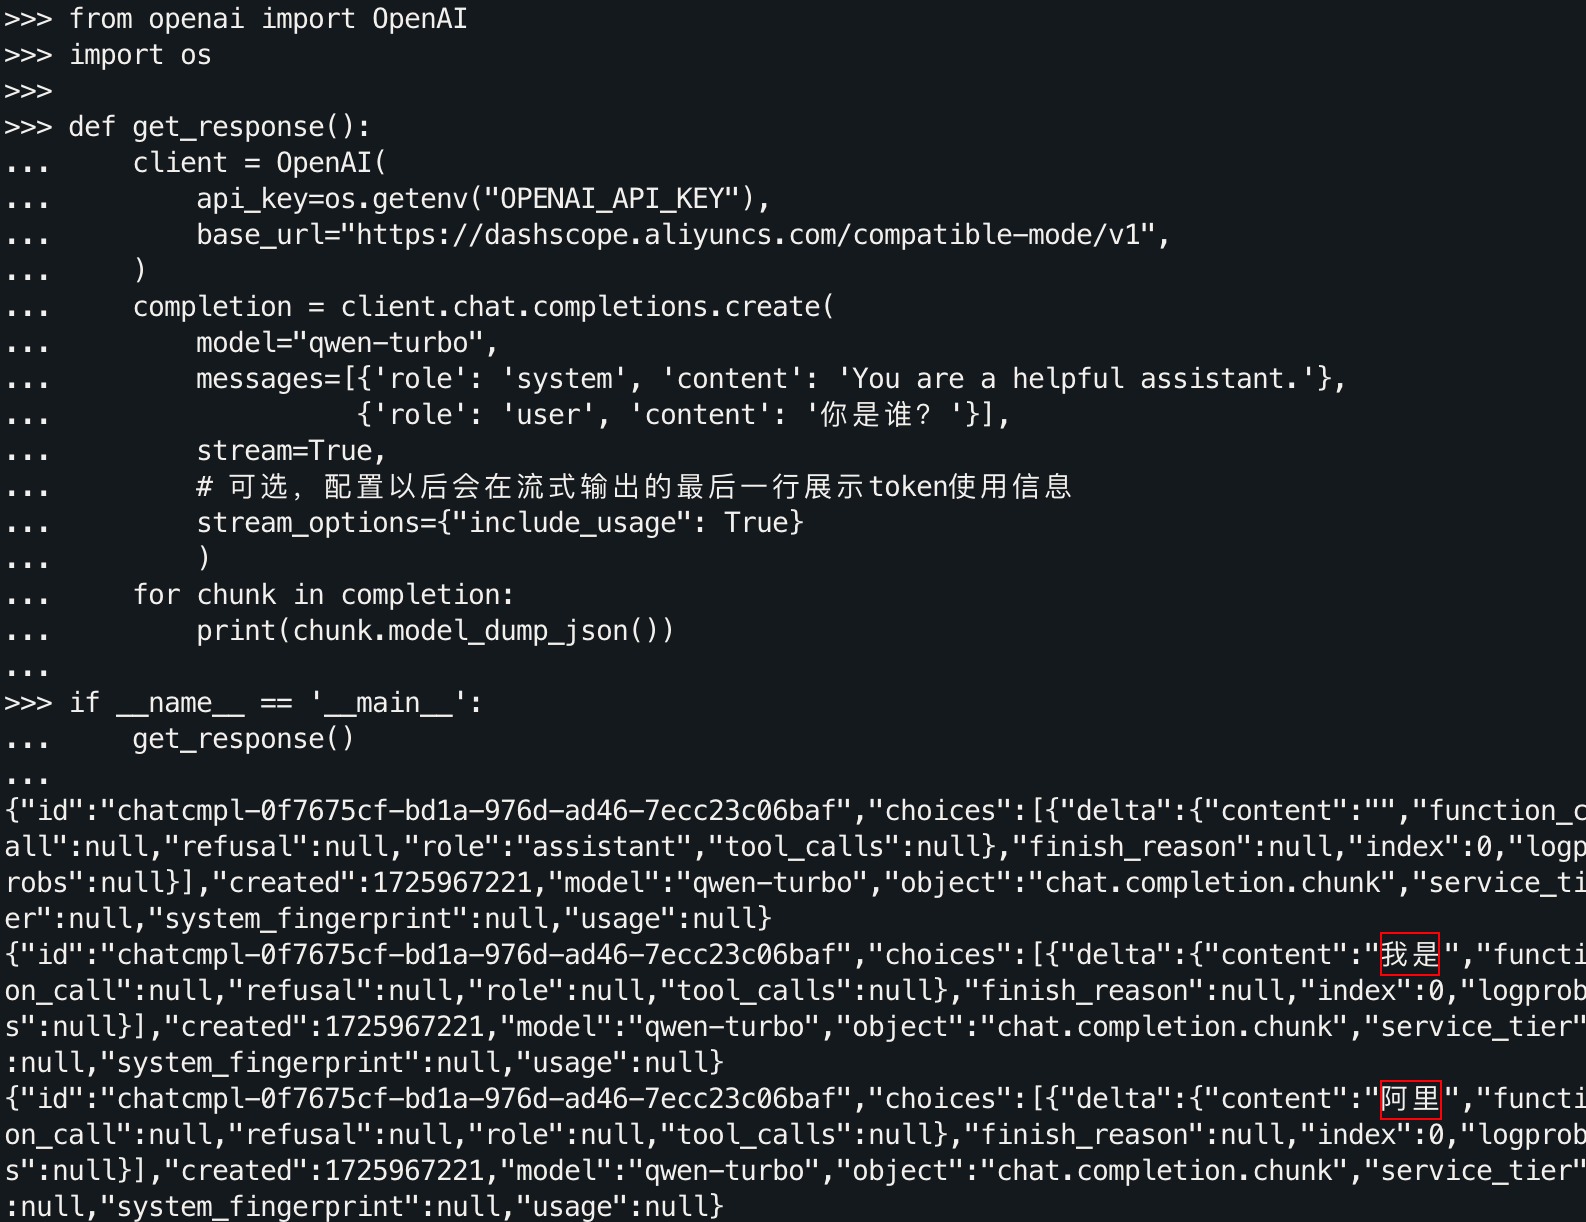 >>> from openai import OpenAI
>>> import os
>>>
>>> def get_response():
...     client = OpenAI(
...         api_key=os.getenv("OPENAI_API_KEY"),
...         base_url="https://dashscope.aliyuncs.com/compatible-mode/v1",
...     )
...     completion = client.chat.completions.create(
...         model="qwen-turbo",
...         messages=[{'role': 'system', 'content': 'You are a helpful assistant.'},
...                   {'role': 'user', 'content': '你是谁？'}],
...         stream=True,
...         # 可选，配置以后会在流式输出的最后一行展示token使用信息
...         stream_options={"include_usage": True}
...         )
...     for chunk in completion:
...         print(chunk.model_dump_json())
...
>>> if __name__ == '__main__':
...     get_response()
...
{"id":"chatcmpl-0f7675cf-bd1a-976d-ad46-7ecc23c06baf","choices":[{"delta":{"content":"","function_c
all":null,"refusal":null,"role":"assistant","tool_calls":null},"finish_reason":null,"index":0,"logp
robs":null}],"created":1725967221,"model":"qwen-turbo","object":"chat.completion.chunk","service_ti
er":null,"system_fingerprint":null,"usage":null}
{"id":"chatcmpl-0f7675cf-bd1a-976d-ad46-7ecc23c06baf","choices":[{"delta":{"content":"我是","functi
on_call":null,"refusal":null,"role":null,"tool_calls":null},"finish_reason":null,"index":0,"logprob
s":null}],"created":1725967221,"model":"qwen-turbo","object":"chat.completion.chunk","service_tier"
:null,"system_fingerprint":null,"usage":null}
{"id":"chatcmpl-0f7675cf-bd1a-976d-ad46-7ecc23c06baf","choices":[{"delta":{"content":"阿里","functi
on_call":null,"refusal":null,"role":null,"tool_calls":null},"finish_reason":null,"index":0,"logprob
s":null}],"created":1725967221,"model":"qwen-turbo","object":"chat.completion.chunk","service_tier"
:null,"system_fingerprint":null,"usage":null}